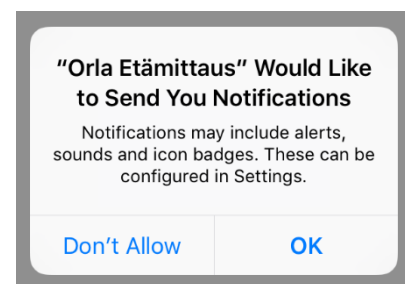 “Orla Etämittaus” Would Like
to Send You Notifications
Notifications may include alerts,
sounds and icon badges. These can be
configured in Settings.
Don’t Allow
OK